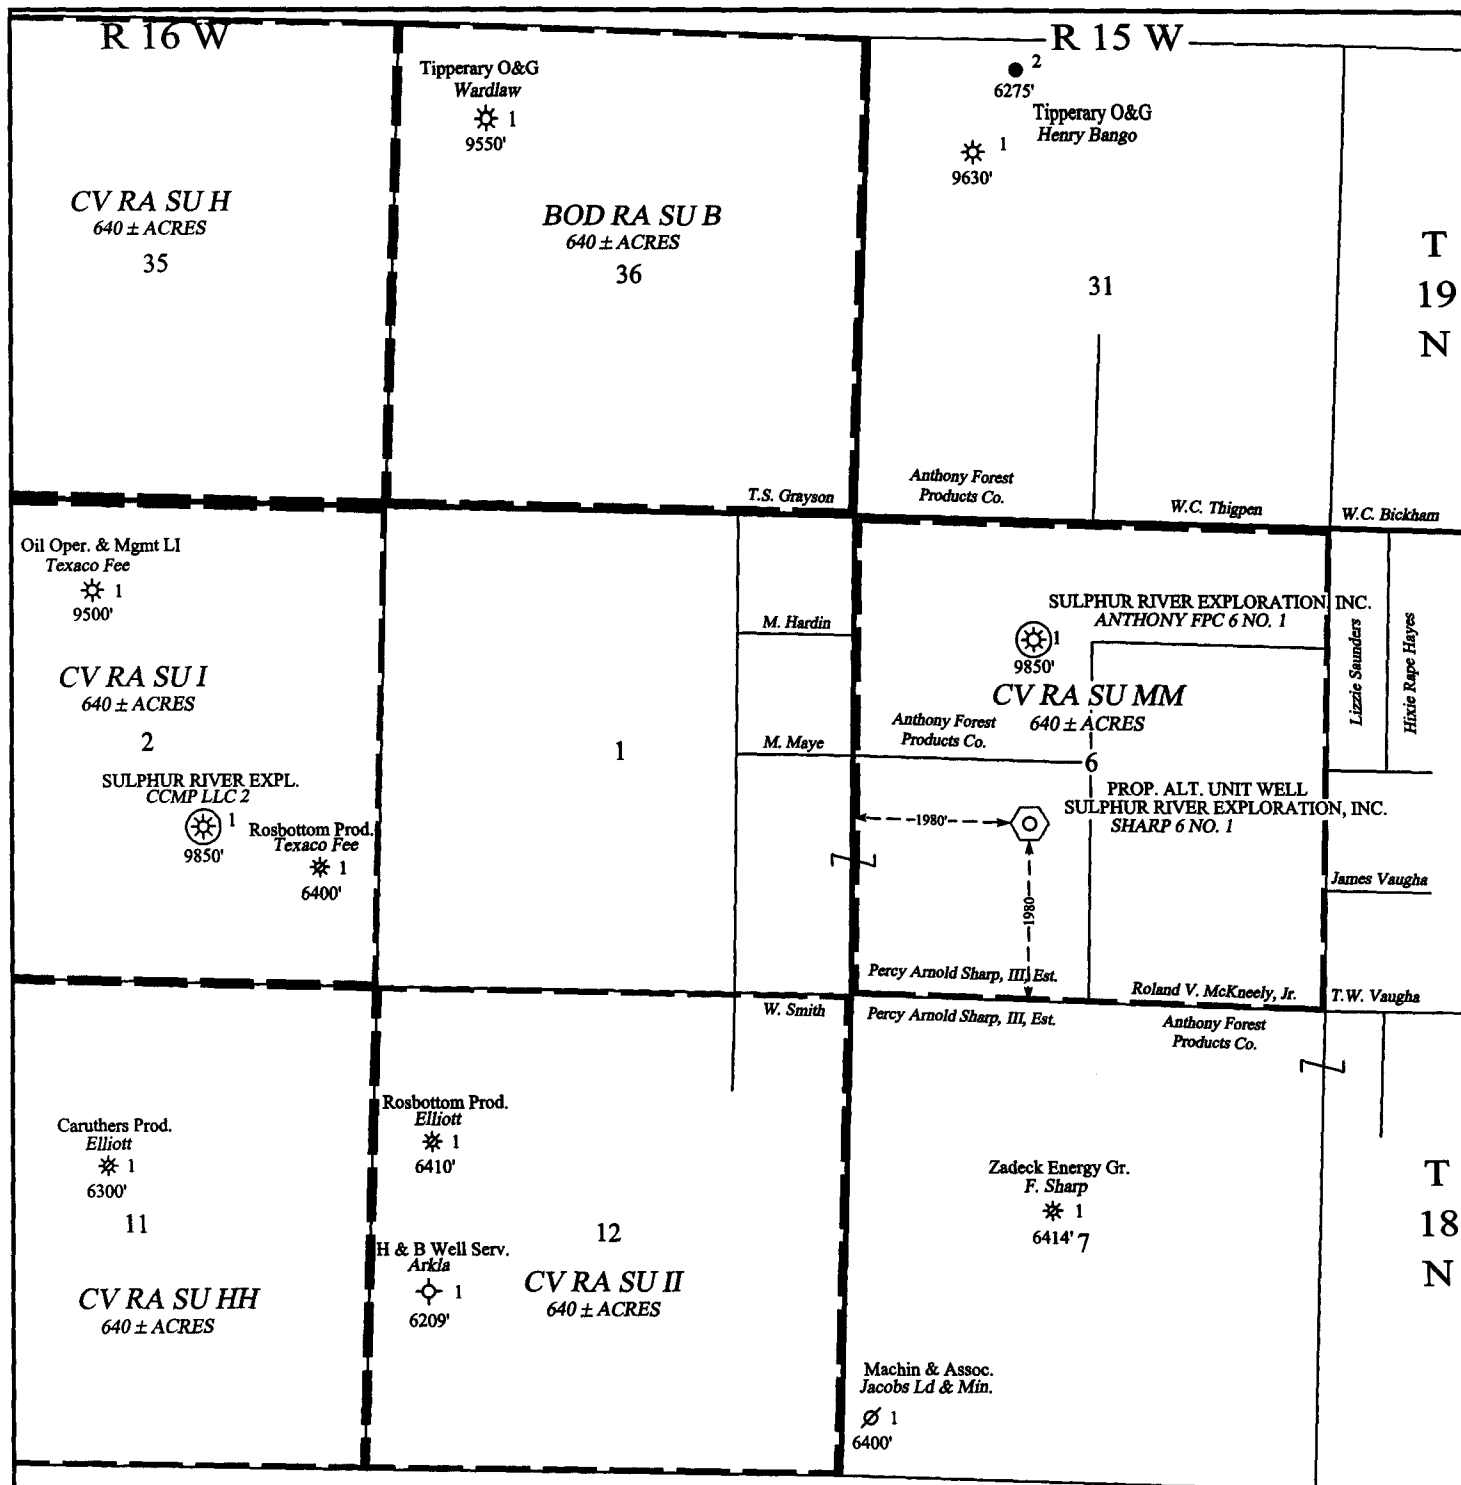 R 16 W
R 15 W
Tipperary O&G
Wardlaw
1
9550'
2
6275'
Tipperary O&G
Henry Bango
1
9630'
CV RA SU H
640 ± ACRES
35
BOD RA SU B
640 ± ACRES
36
31
T
19
N
T.S. Grayson
Anthony Forest
Products Co.
W.C. Thigpen
W.C. Bickham
Oil Oper. & Mgmt LI
Texaco Fee
1
9500'
CV RA SU I
640 ± ACRES
2
SULPHUR RIVER EXPL.
CCMP LLC 2
1
9850'
Rosbottom Prod.
Texaco Fee
1
6400'
1
M. Hardin
M. Maye
SULPHUR RIVER EXPLORATION, INC.
ANTHONY FPC 6 NO. 1
1
9850'
CV RA SU MM
640 ± ACRES
Anthony Forest
Products Co.
6
PROP. ALT. UNIT WELL
SULPHUR RIVER EXPLORATION, INC.
SHARP 6 NO. 1
1980'
1980
Lizzie Saunders
Hixie Rape Hayes
James Vaugha
Percy Arnold Sharp, III, Est.
Roland V. McKneely, Jr.
T.W. Vaugha
W. Smith
Percy Arnold Sharp, III, Est.
Anthony Forest
Products Co.
Caruthers Prod.
Elliott
1
6300'
11
CV RA SU HH
640 ± ACRES
Rosbottom Prod.
Elliott
1
6410'
H & B Well Serv.
Arkla
1
6209'
12
CV RA SU II
640 ± ACRES
Zadeck Energy Gr.
F. Sharp
1
6414'
7
Machin & Assoc.
Jacobs Ld & Min.
1
6400'
T
18
N